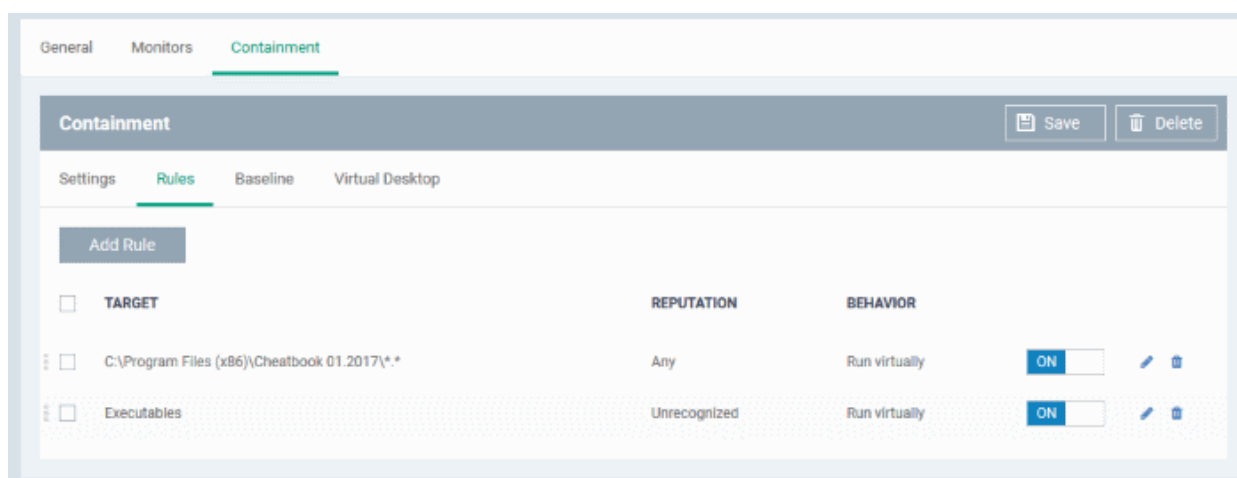 General Monitors Containment
Containment Save Delete
Settings Rules Baseline Virtual Desktop
Add Rule
TARGET REPUTATION BEHAVIOR
C:\Program Files (x86)\Cheatbook 01.2017\*.* Any Run virtually ON
Executables Unrecognized Run virtually ON